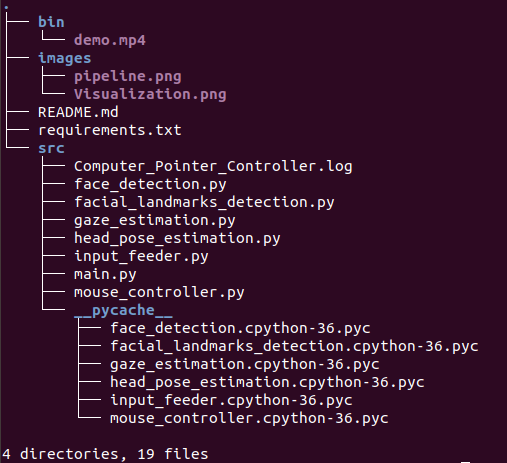 .
├── bin
│   └── demo.mp4
├── images
│   ├── pipeline.png
│   └── Visualization.png
├── README.md
├── requirements.txt
└── src
    ├── Computer_Pointer_Controller.log
    ├── face_detection.py
    ├── facial_landmarks_detection.py
    ├── gaze_estimation.py
    ├── head_pose_estimation.py
    ├── input_feeder.py
    ├── main.py
    ├── mouse_controller.py
    └── __pycache__
        ├── face_detection.cpython-36.pyc
        ├── facial_landmarks_detection.cpython-36.pyc
        ├── gaze_estimation.cpython-36.pyc
        ├── head_pose_estimation.cpython-36.pyc
        ├── input_feeder.cpython-36.pyc
        └── mouse_controller.cpython-36.pyc

4 directories, 19 files